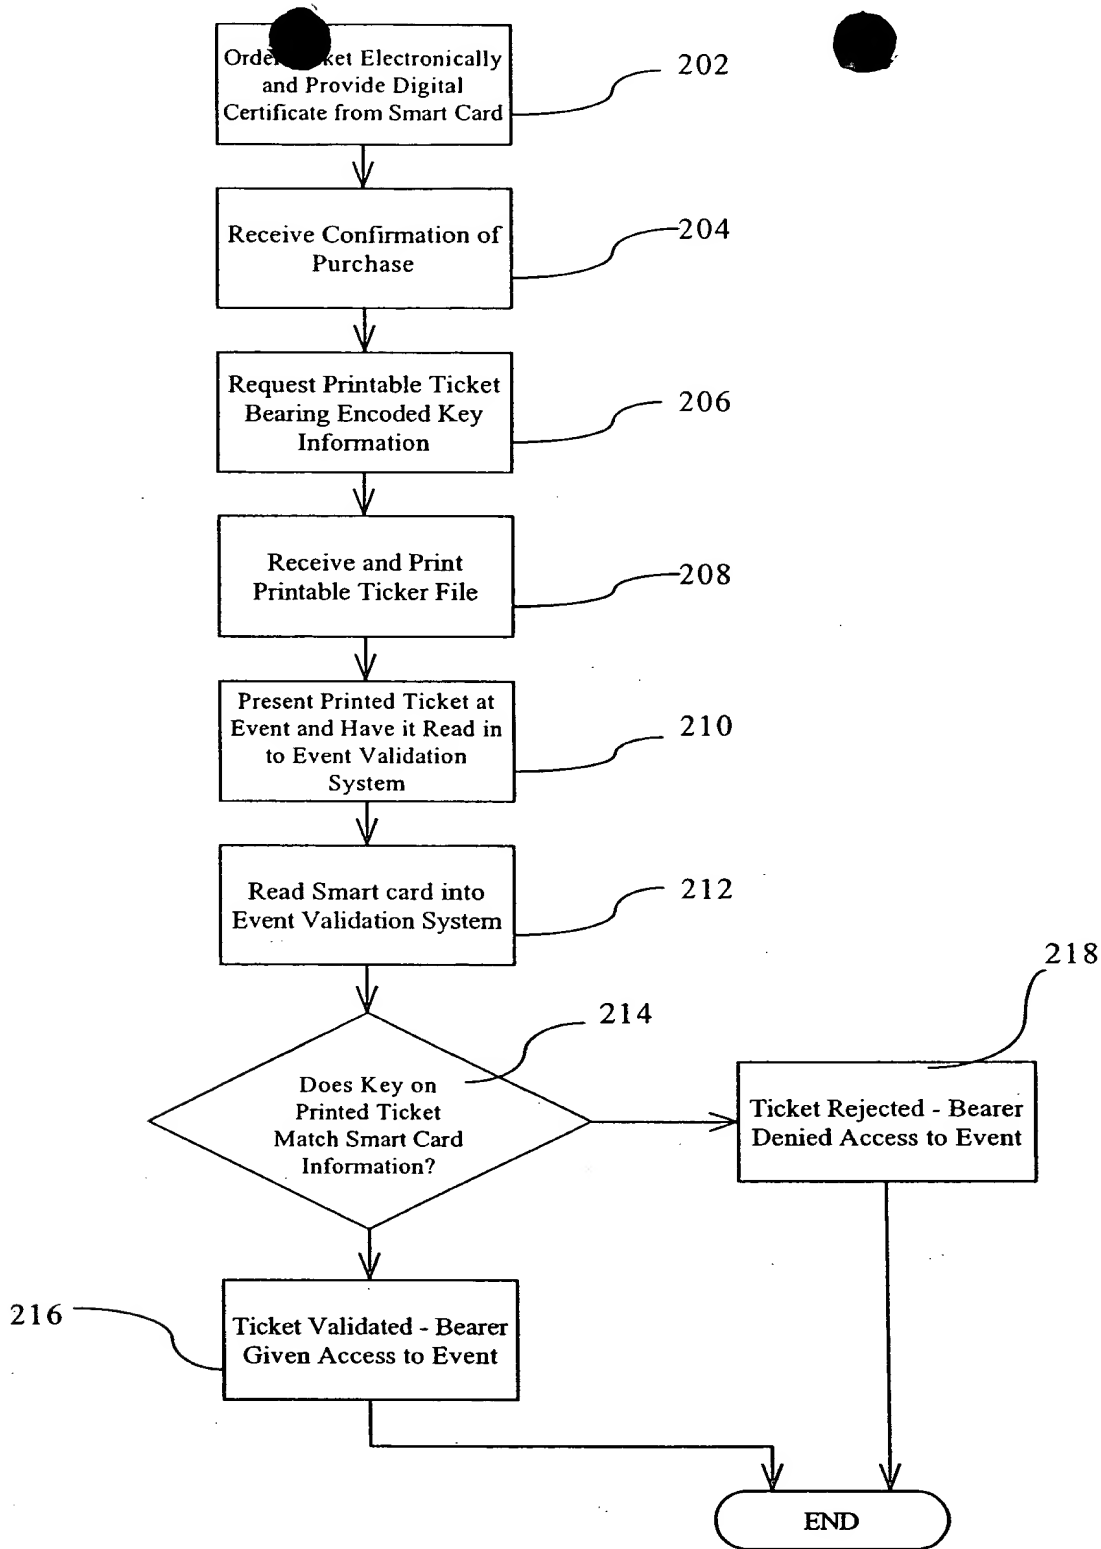 Electronically
and Provide Digital
Certificate from Smart Card
202
Receive Confirmation of
Purchase
204
Request Printable Ticket
Bearing Encoded Key
Information
206
Receive and Print
Printable Ticker File
208
Present Printed Ticket at
Event and Have it Read in
to Event Validation
System
210
Read Smart card into
Event Validation System
212
Does Key on
Printed Ticket
Match Smart Card
Information?
214
Ticket Rejected - Bearer
Denied Access to Event
218
Ticket Validated - Bearer
Given Access to Event
216
END